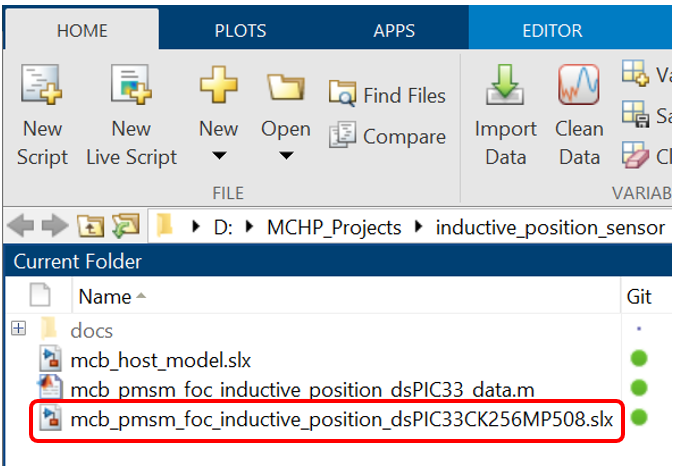 HOME PLOTS APPS EDITOR
New Script
New Live Script
New
Open
Find Files
Compare
Import Data
Clean Data
Va
Sa
Cl
FILE VARIABL
D: MCHP_Projects inductive_position_sensor
Current Folder
Name Git
docs
mcb_host_model.slx
mcb_pmsm_foc_inductive_position_dsPIC33_data.m
mcb_pmsm_foc_inductive_position_dsPIC33CK256MP508.slx